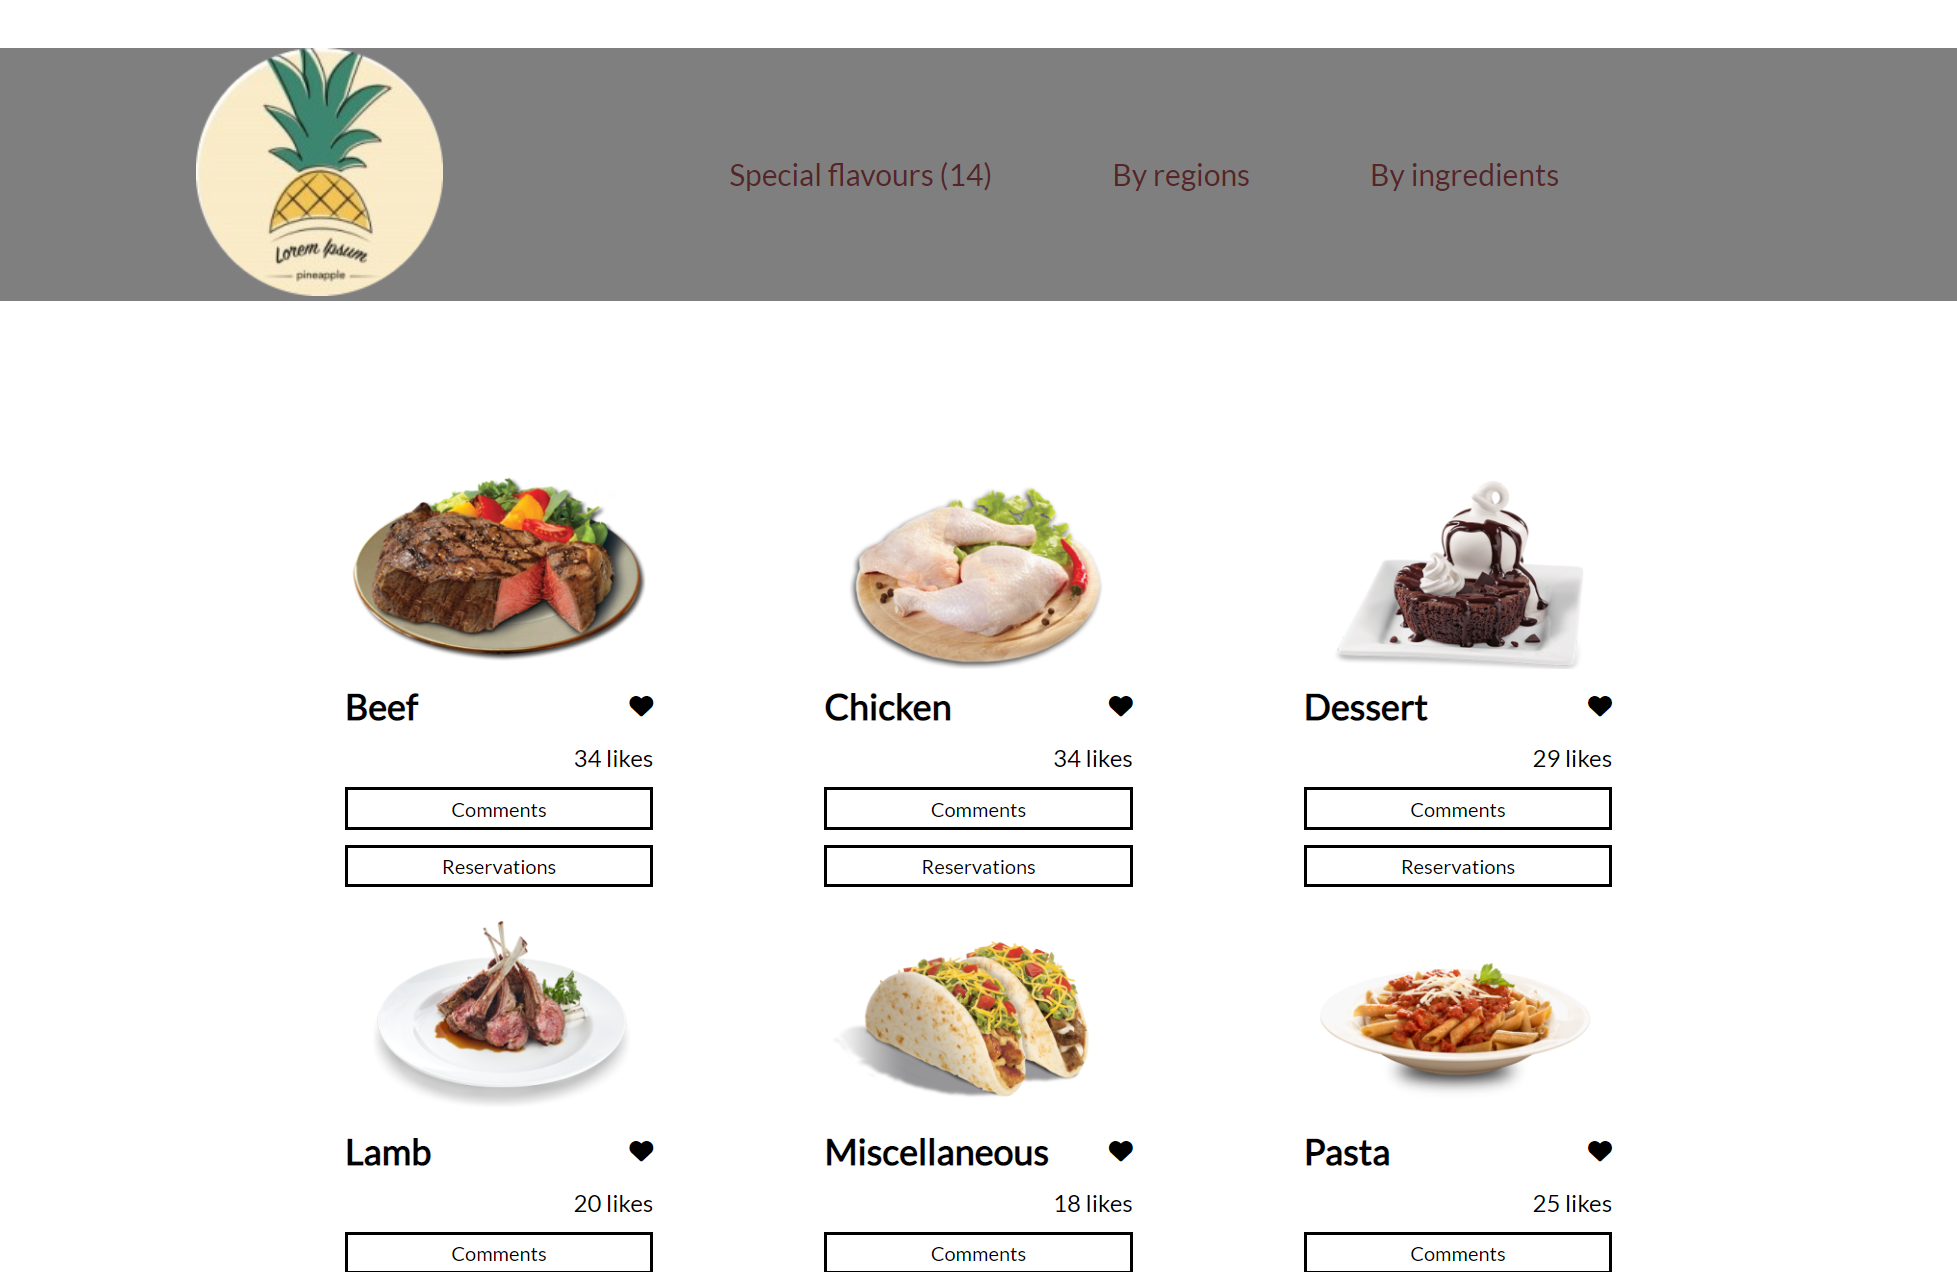 Lorem Ipsum
pineapple
Special flavours (14)
By regions
By ingredients
Beef
Chicken
Dessert
34 likes
34 likes
29 likes
Comments
Comments
Comments
Reservations
Reservations
Reservations
Lamb
Miscellaneous
Pasta
20 likes
18 likes
25 likes
Comments
Comments
Comments